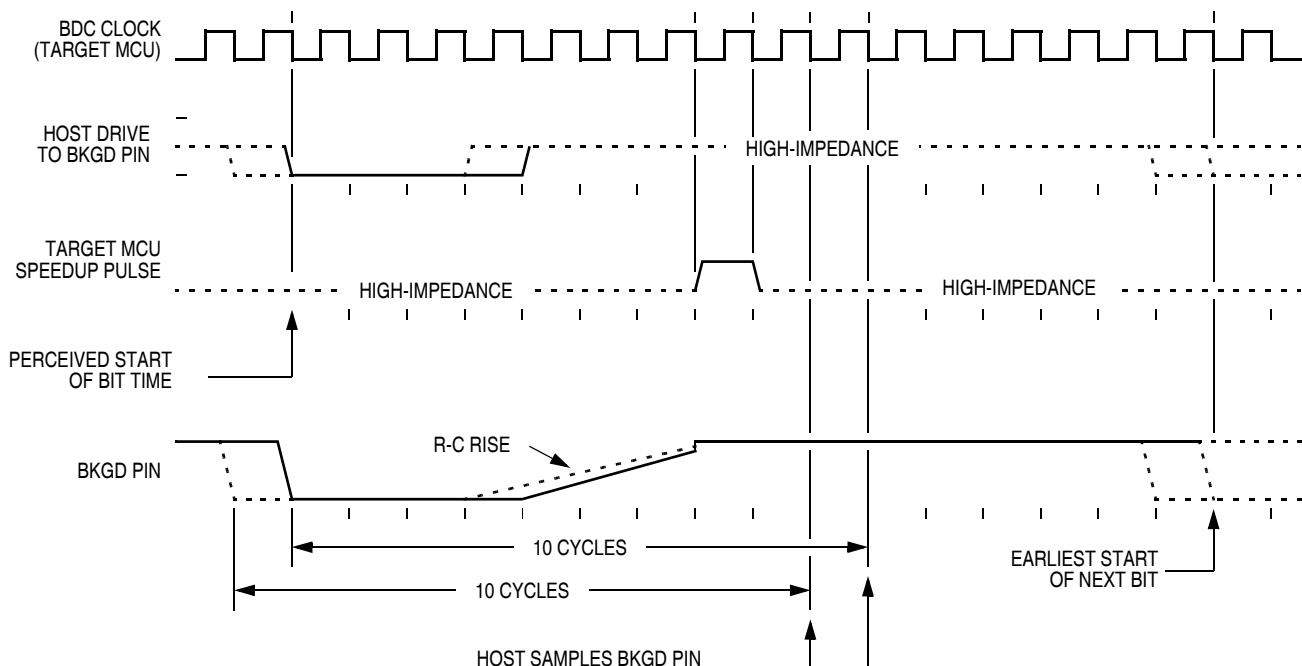 BDC CLOCK
(TARGET MCU)
HOST DRIVE
TO BKGD PIN
HIGH-IMPEDANCE
TARGET MCU
SPEEDUP PULSE
HIGH-IMPEDANCE
HIGH-IMPEDANCE
PERCEIVED START
OF BIT TIME
R-C RISE
BKGD PIN
10 CYCLES
EARLIEST START
OF NEXT BIT
10 CYCLES
HOST SAMPLES BKGD PIN